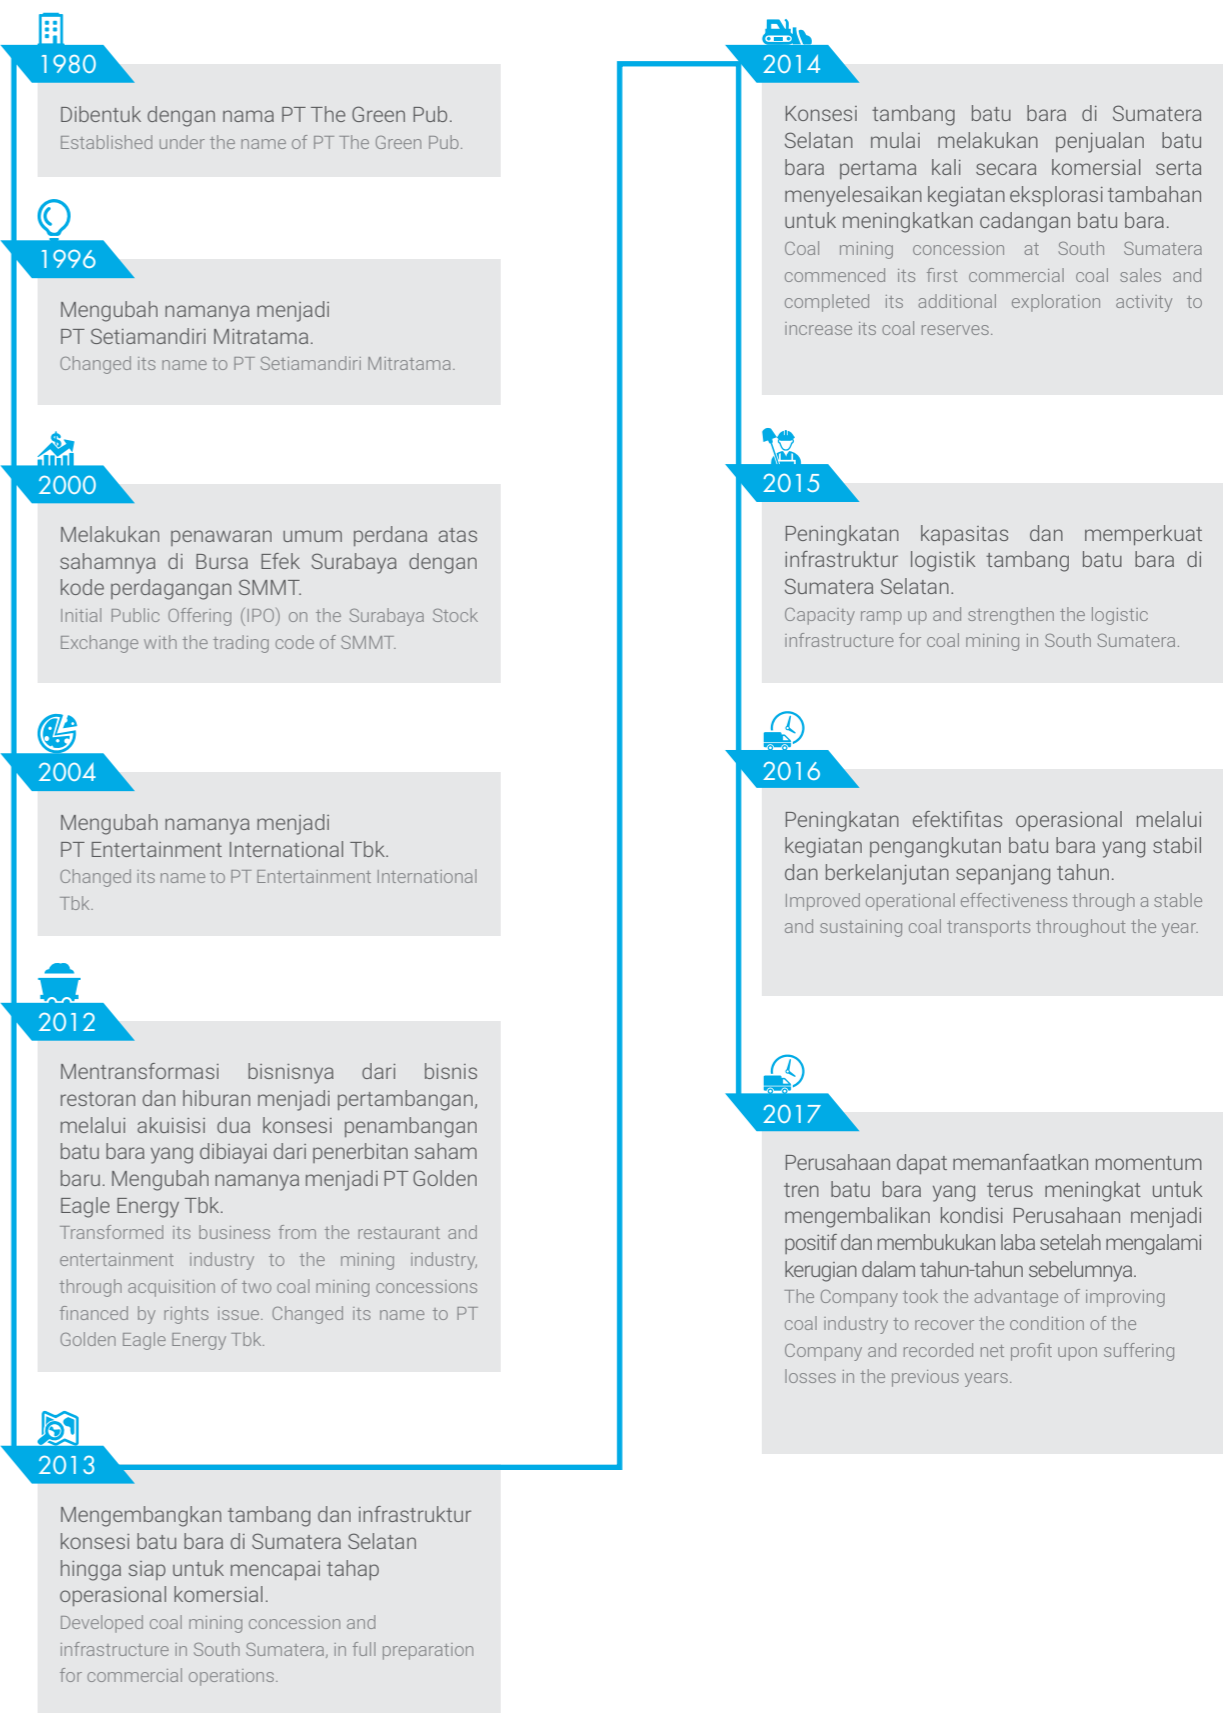 1980
Dibentuk dengan nama PT The Green Pub.
Established under the name of PT The Green Pub.
1996
Mengubah namanya menjadi
PT Setiamandiri Mitratama.
Changed its name to PT Setiamandiri Mitratama.
2000
Melakukan penawaran umum perdana atas
sahamnya di Bursa Efek Surabaya dengan
kode perdagangan SMMT.
Initial Public Offering (IPO) on the Surabaya Stock
Exchange with the trading code of SMMT.
2004
Mengubah namanya menjadi
PT Entertainment International Tbk.
Changed its name to PT Entertainment International
Tbk.
2012
Mentransformasi bisnisnya dari bisnis
restoran dan hiburan menjadi pertambangan,
melalui akuisisi dua konsesi penambangan
batu bara yang dibiayai dari penerbitan saham
baru. Mengubah namanya menjadi PT Golden
Eagle Energy Tbk.
Transformed its business from the restaurant and
entertainment industry to the mining industry,
through acquisition of two coal mining concessions
financed by rights issue. Changed its name to PT
Golden Eagle Energy Tbk.
2013
Mengembangkan tambang dan infrastruktur
konsesi batu bara di Sumatera Selatan
hingga siap untuk mencapai tahap
operasional komersial.
Developed coal mining concession and
infrastructure in South Sumatera, in full preparation
for commercial operations.
2014
Konsesi tambang batu bara di Sumatera
Selatan mulai melakukan penjualan batu
bara pertama kali secara komersial serta
menyelesaikan kegiatan eksplorasi tambahan
untuk meningkatkan cadangan batu bara.
Coal mining concession at South Sumatera
commenced its first commercial coal sales and
completed its additional exploration activity to
increase its coal reserves.
2015
Peningkatan kapasitas dan memperkuat
infrastruktur logistik tambang batu bara di
Sumatera Selatan.
Capacity ramp up and strengthen the logistic
infrastructure for coal mining in South Sumatera.
2016
Peningkatan efektifitas operasional melalui
kegiatan pengangkutan batu bara yang stabil
dan berkelanjutan sepanjang tahun.
Improved operational effectiveness through a stable
and sustaining coal transports throughout the year.
2017
Perusahaan dapat memanfaatkan momentum
tren batu bara yang terus meningkat untuk
mengembalikan kondisi Perusahaan menjadi
positif dan membukukan laba setelah mengalami
kerugian dalam tahun-tahun sebelumnya.
The Company took the advantage of improving
coal industry to recover the condition of the
Company and recorded net profit upon suffering
losses in the previous years.